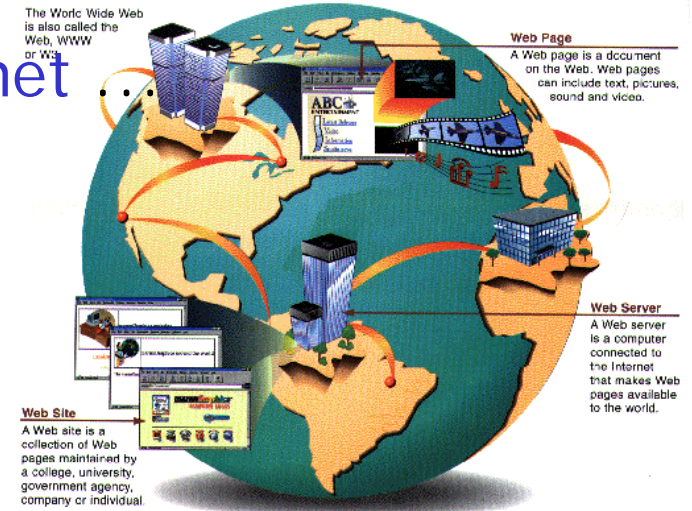 The World Wide Web
is also called the
Web, WWW
or W3.
net ...
Web Page
A Web page is a document
on the Web. Web pages
can include text, pictures,
sound and video.
ABC
ENTERTAINMENT
Web Server
A Web server
is a computer
connected to
the Internet
that makes Web
pages available
to the world.
Web Site
A Web site is a
collection of Web
pages maintained by
a college, university,
government agency,
company or individual.